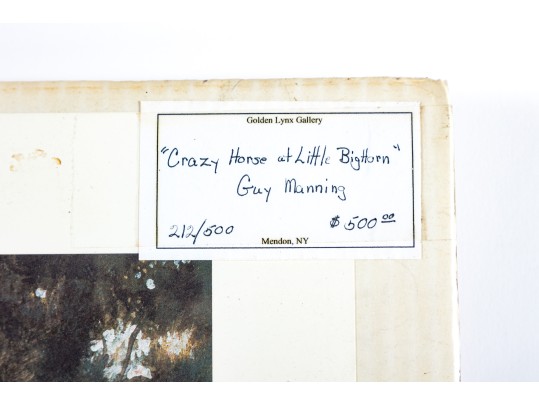 Golden Lynx Gallery
"Crazy Horse at Little BigHorn"
Guy Manning
212/500 $500.00
Mendon, NY